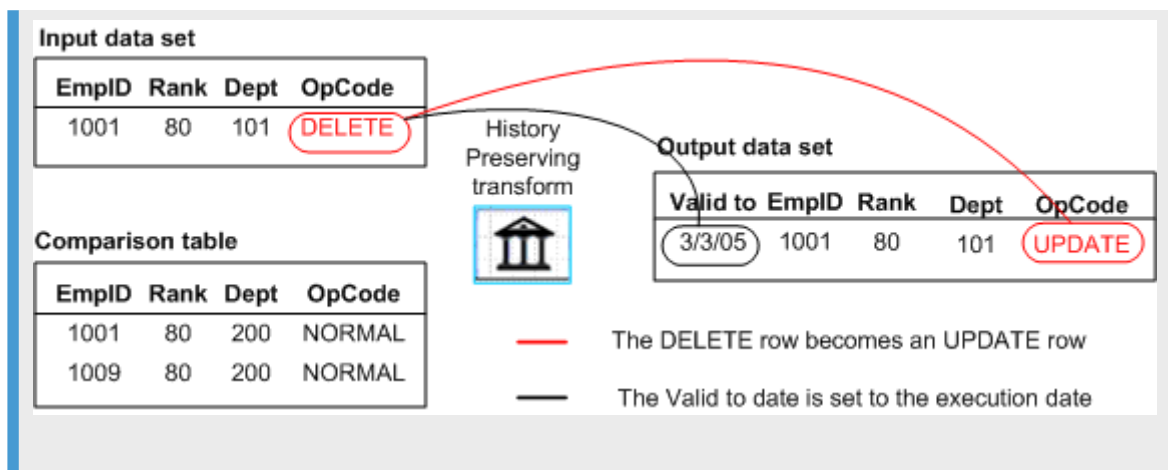 Input data set
EmpID Rank Dept OpCode
1001 80 101 DELETE
History
Preserving
transform
Output data set
Valid to EmpID Rank Dept OpCode
3/3/05 1001 80 101 UPDATE
Comparison table
EmpID Rank Dept OpCode
1001 80 200 NORMAL
1009 80 200 NORMAL
The DELETE row becomes an UPDATE row
The Valid to date is set to the execution date